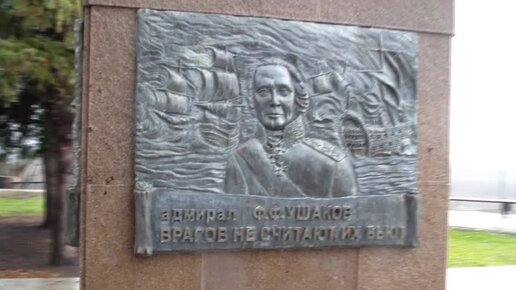 адмирал Ф.Ф.УШАКОВ
ВРАГОВ НЕ СЧИТАЮТ, ИХ БЬЮТ